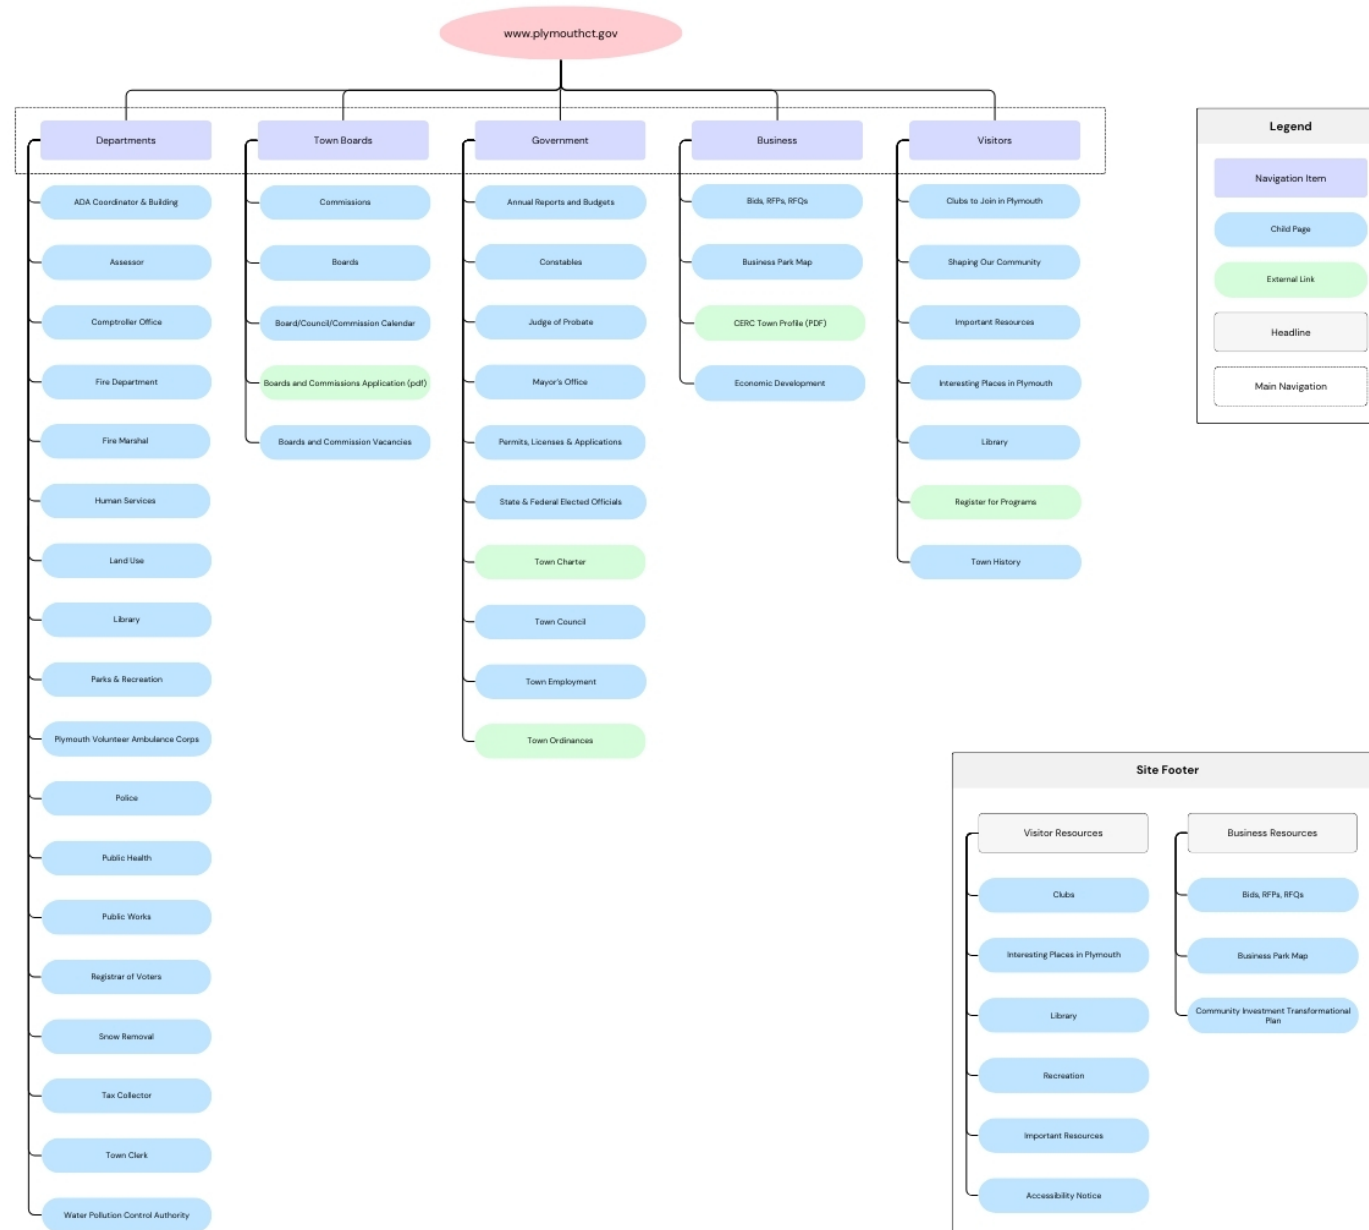 www.plymouthct.gov
Departments
ADA Coordinator & Building
Assessor
Comptroller Office
Fire Department
Fire Marshal
Human Services
Land Use
Library
Parks & Recreation
Plymouth Volunteer Ambulance Corps
Police
Public Health
Public Works
Registrar of Voters
Snow Removal
Tax Collector
Town Clerk
Water Pollution Control Authority
Town Boards
Commissions
Boards
Board/Council/Commission Calendar
Boards and Commissions Application (pdf)
Boards and Commission Vacancies
Government
Annual Reports and Budgets
Constables
Judge of Probate
Mayor's Office
Permits, Licenses & Applications
State & Federal Elected Officials
Town Charter
Town Council
Town Employment
Town Ordinances
Business
Bids, RFPs, RFQs
Business Park Map
CERC Town Profile (PDF)
Economic Development
Visitors
Clubs to Join in Plymouth
Shaping Our Community
Important Resources
Interesting Places in Plymouth
Library
Register for Programs
Town History
Legend
Navigation Item
Child Page
External Link
Headline
Main Navigation
Site Footer
Visitor Resources
Clubs
Interesting Places in Plymouth
Library
Recreation
Important Resources
Accessibility Notice
Business Resources
Bids, RFPs, RFQs
Business Park Map
Community Investment Transformational
Plan